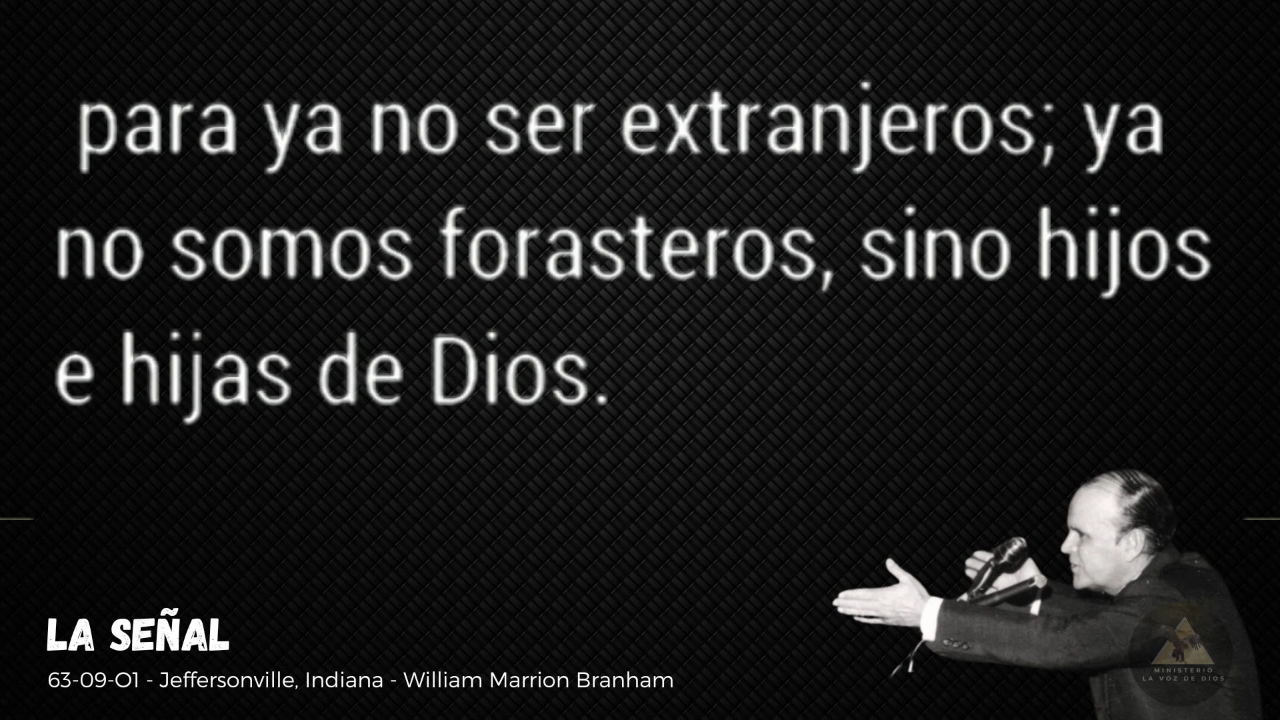 para ya no ser extranjeros; ya
no somos forasteros, sino hijos
e hijas de Dios.
LA SEÑAL
63-09-O1 - Jeffersonville, Indiana - William Marrion Branham
MINISTERIO
LA VOZ DE DIOS